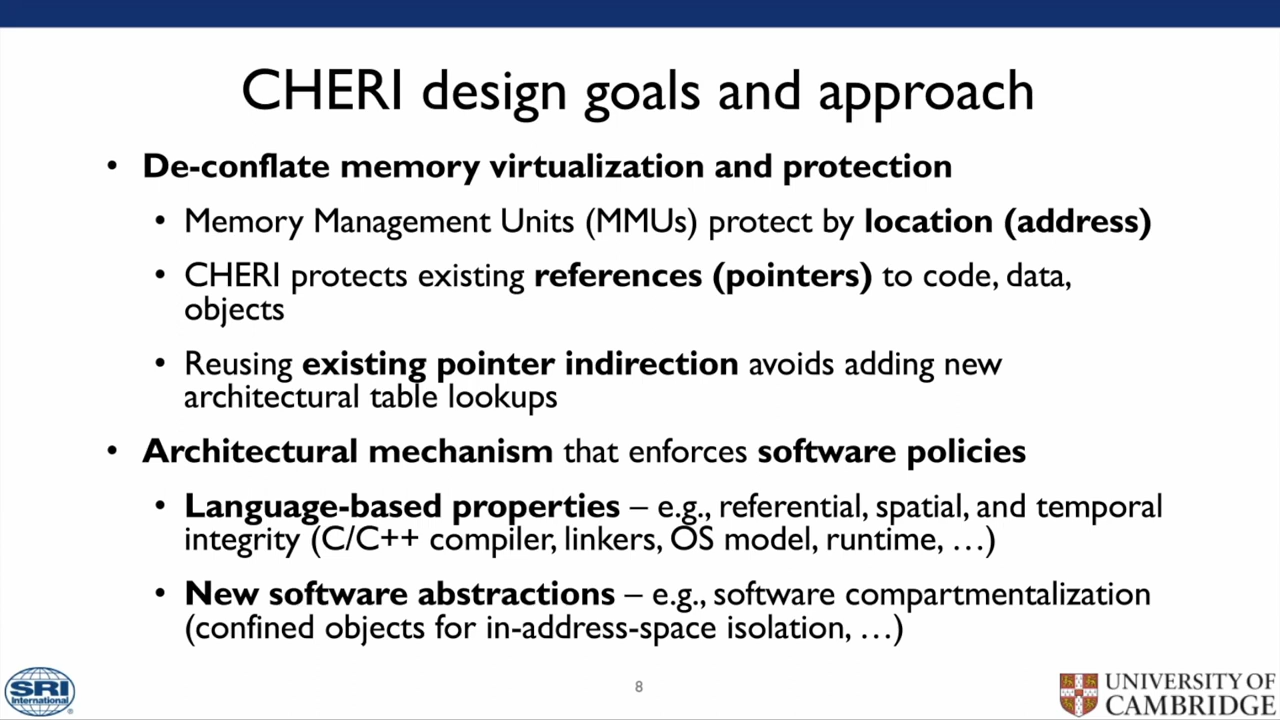 CHERI design goals and approach
• De-conflate memory virtualization and protection
• Memory Management Units (MMUs) protect by location (address)
• CHERI protects existing references (pointers) to code, data,
objects
• Reusing existing pointer indirection avoids adding new
architectural table lookups
• Architectural mechanism that enforces software policies
• Language-based properties – e.g., referential, spatial, and temporal
integrity (C/C++ compiler, linkers, OS model, runtime, …)
• New software abstractions – e.g., software compartmentalization
(confined objects for in-address-space isolation, …)
SRI
International®
8
UNIVERSITY OF
CAMBRIDGE